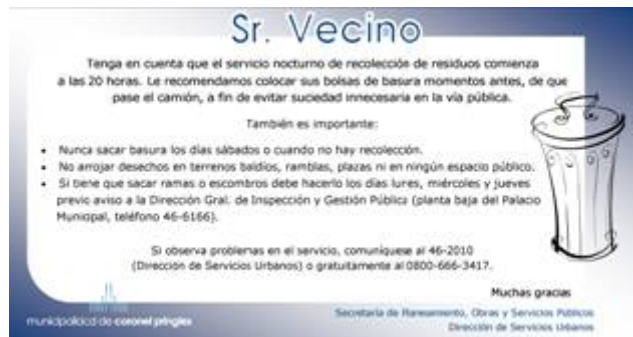 Sr. Vecino
Tenga en cuenta que el servicio nocturno de recolección de residuos comienza
a las 20 horas. Le recomendamos colocar sus bolsas de basura momentos antes, de que
pase el camión, a fin de evitar suciedad innecesaria en la vía pública.
También es importante:
• Nunca sacar basura los días sábados o cuando no hay recolección.
• No arrojar desechos en terrenos baldíos, ramblas, plazas ni en ningún espacio público.
• Si tiene que sacar ramas o escombros debe hacerlo los días lunes, miércoles y jueves
previo aviso a la Dirección Gral. de Inspección y Gestión Pública (planta baja del Palacio
Municipal, teléfono 46-6166).
Si observa problemas en el servicio, comuníquese al 46-2010
(Dirección de Servicios Urbanos) o gratuitamente al 0800-666-3417.
Muchas gracias
municipalidad de coronel pringles
Secretaría de Planeamiento, Obras y Servicios Públicos
Dirección de Servicios Urbanos